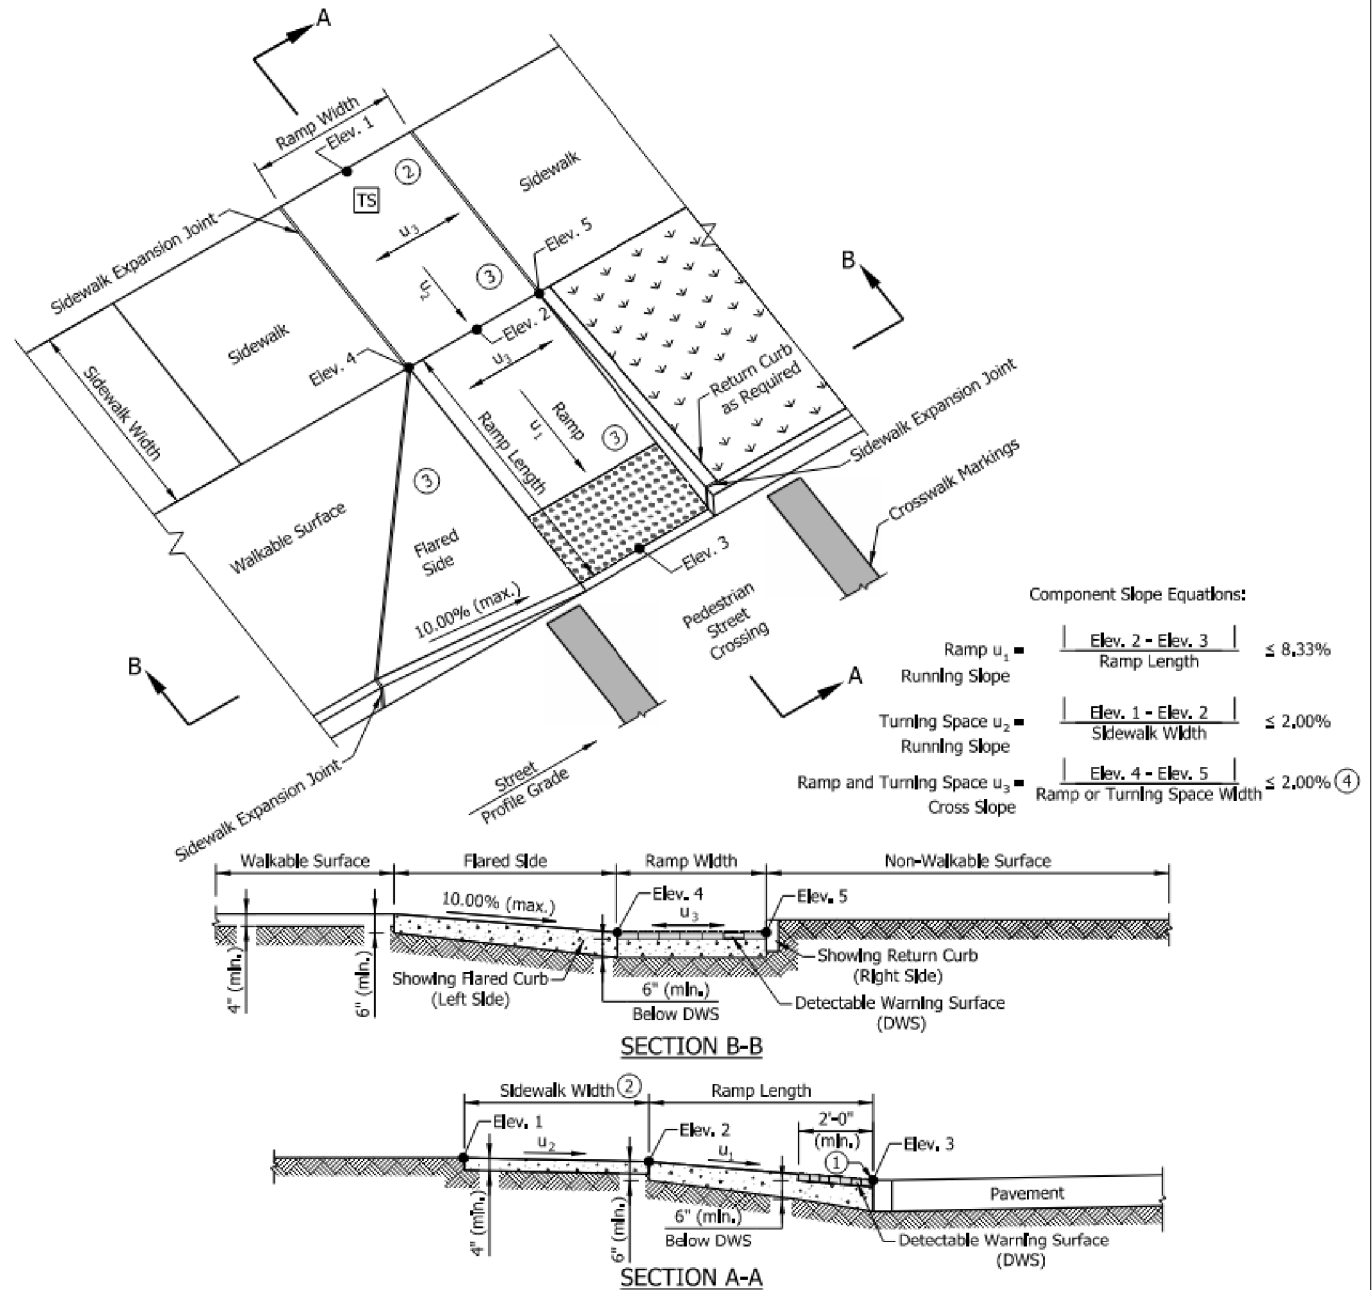 A
Ramp Width
Elev. 1
2
TS
Sidewalk
Sidewalk Expansion Joint
u3
Elev. 5
3
u2
B
Elev. 2
Sidewalk
Elev. 4
u3
Return Curb
as Required
Sidewalk Width
Ramp
u1
Ramp Length
3
Sidewalk Expansion Joint
3
Crosswalk Markings
Walkable Surface
Flared
Side
Elev. 3
10.00% (max.)
Pedestrian
Street
Crossing
B
A
Sidewalk Expansion Joint
Street
Profile Grade
Component Slope Equations:
Ramp u1 = | Elev. 2 - Elev. 3 | ≤ 8.33%
Running Slope Ramp Length
Turning Space u2 = | Elev. 1 - Elev. 2 | ≤ 2.00%
Running Slope Sidewalk Width
Ramp and Turning Space u3 = | Elev. 4 - Elev. 5 | ≤ 2.00% 4
Cross Slope Ramp or Turning Space Width
Walkable Surface Flared Side Ramp Width Non-Walkable Surface
10.00% (max.)
Elev. 4
u3
Elev. 5
4" (min.)
6" (min.)
Showing Flared Curb
(Left Side)
6" (min.)
Below DWS
Showing Return Curb
(Right Side)
Detectable Warning Surface
(DWS)
SECTION B-B
Sidewalk Width 2 Ramp Length
Elev. 1
u2
Elev. 2
u1
2'-0"
(min.)
1
Elev. 3
4" (min.)
6" (min.)
6" (min.)
Below DWS
Pavement
Detectable Warning Surface
(DWS)
SECTION A-A